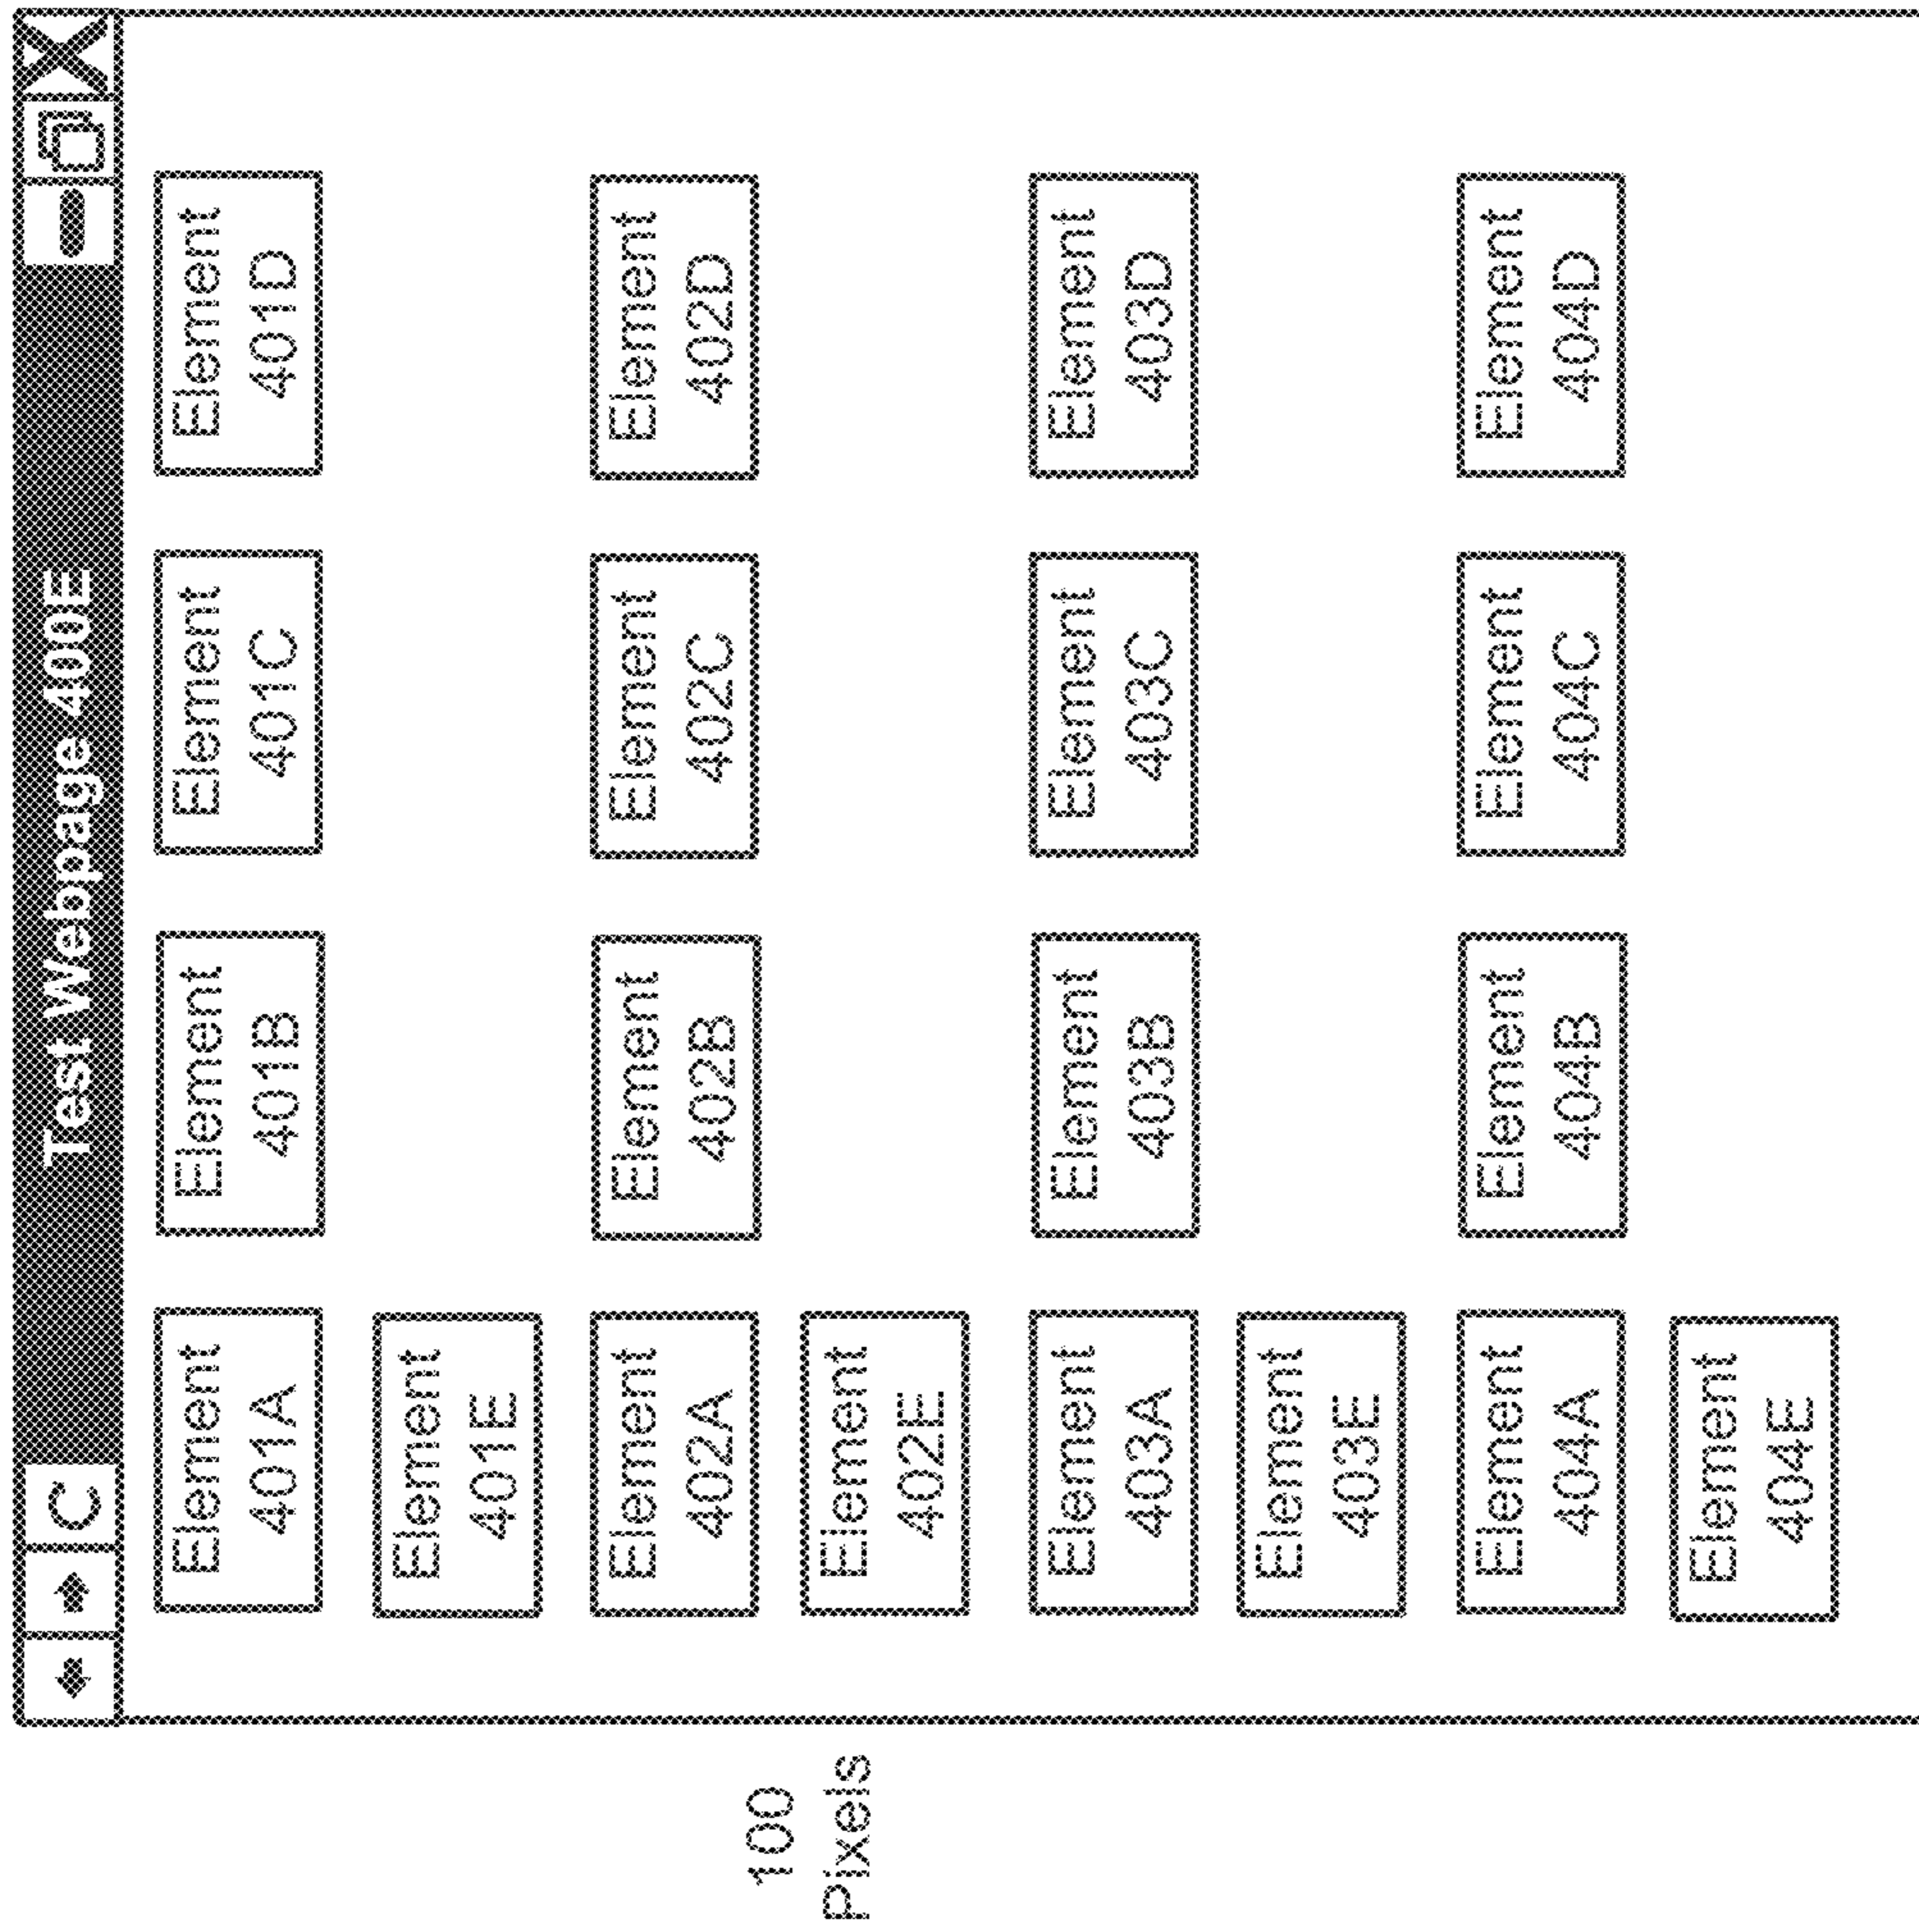 C
Test Webpage 400E
X
Element
401A
Element
401B
Element
401C
Element
401D
Element
401E
Element
402A
Element
402B
Element
402C
Element
402D
Element
402E
Element
403A
Element
403B
Element
403C
Element
403D
Element
403E
Element
404A
Element
404B
Element
404C
Element
404D
Element
404E
100
Pixels